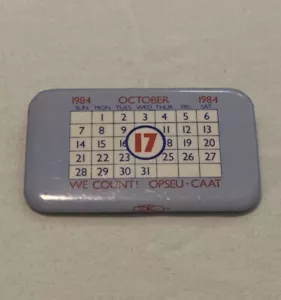 1984 OCTOBER 1984
SUN. MON. TUES. WED. THUR. FRI. SAT.
1 2 3 4 5 6
7 8 9 11 12 13
14 15 16 17 19 20
21 22 23 25 26 27
28 29 30 31
WE COUNT! OPSEU-CAAT